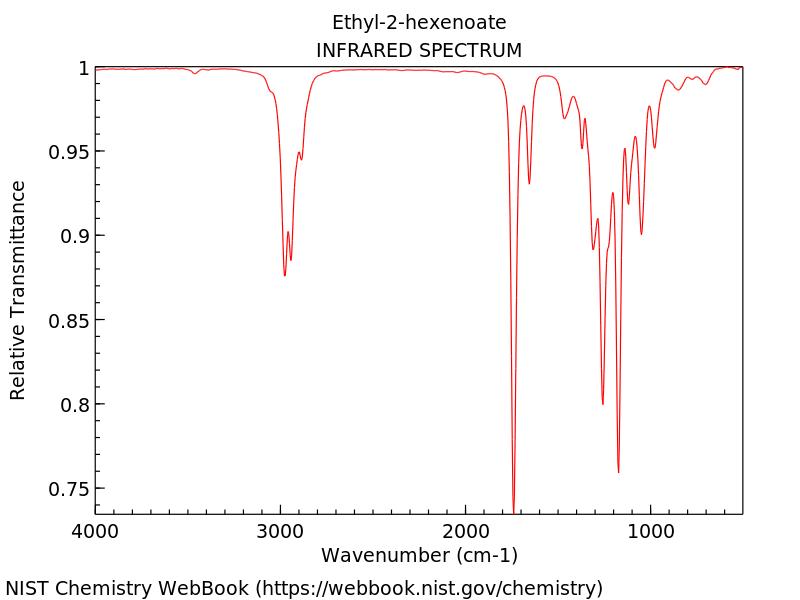 Ethyl-2-hexenoate
INFRARED SPECTRUM
1
0.95
0.9
0.85
0.8
0.75
Relative Transmittance
4000 3000 2000 1000
Wavenumber (cm-1)
NIST Chemistry WebBook (https://webbook.nist.gov/chemistry)